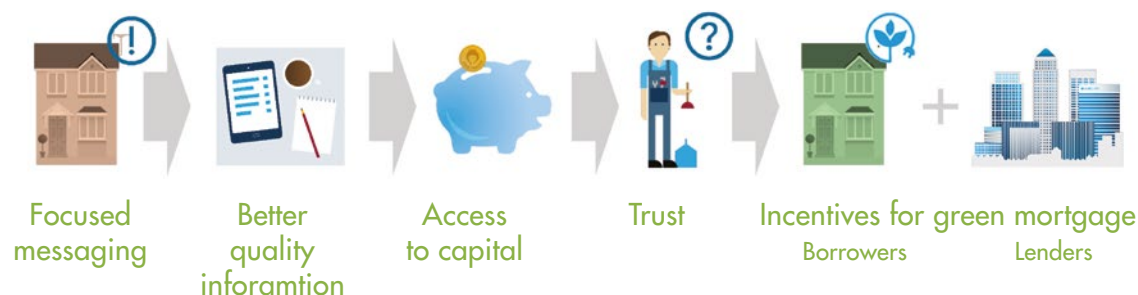 Focused
messaging
Better
quality
inforamtion
Access
to capital
Trust
Incentives for green mortgage
Borrowers
Lenders